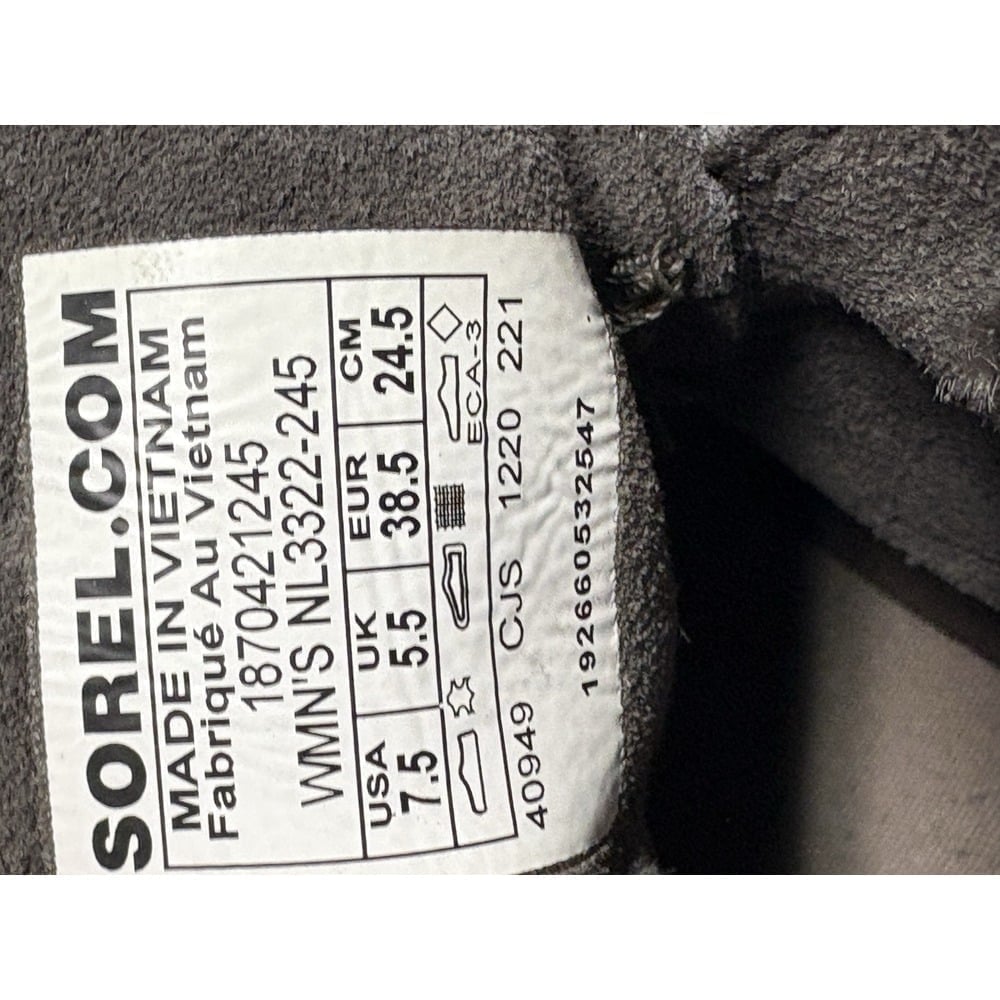 SOREL.COM
MADE IN VIETNAM
Fabriqué Au Vietnam
1870421245
WMN'S NL3322-245
USA UK EUR CM
7.5 5.5 38.5 24.5
ECA-3
40949 CJS 1220 221
192660532547